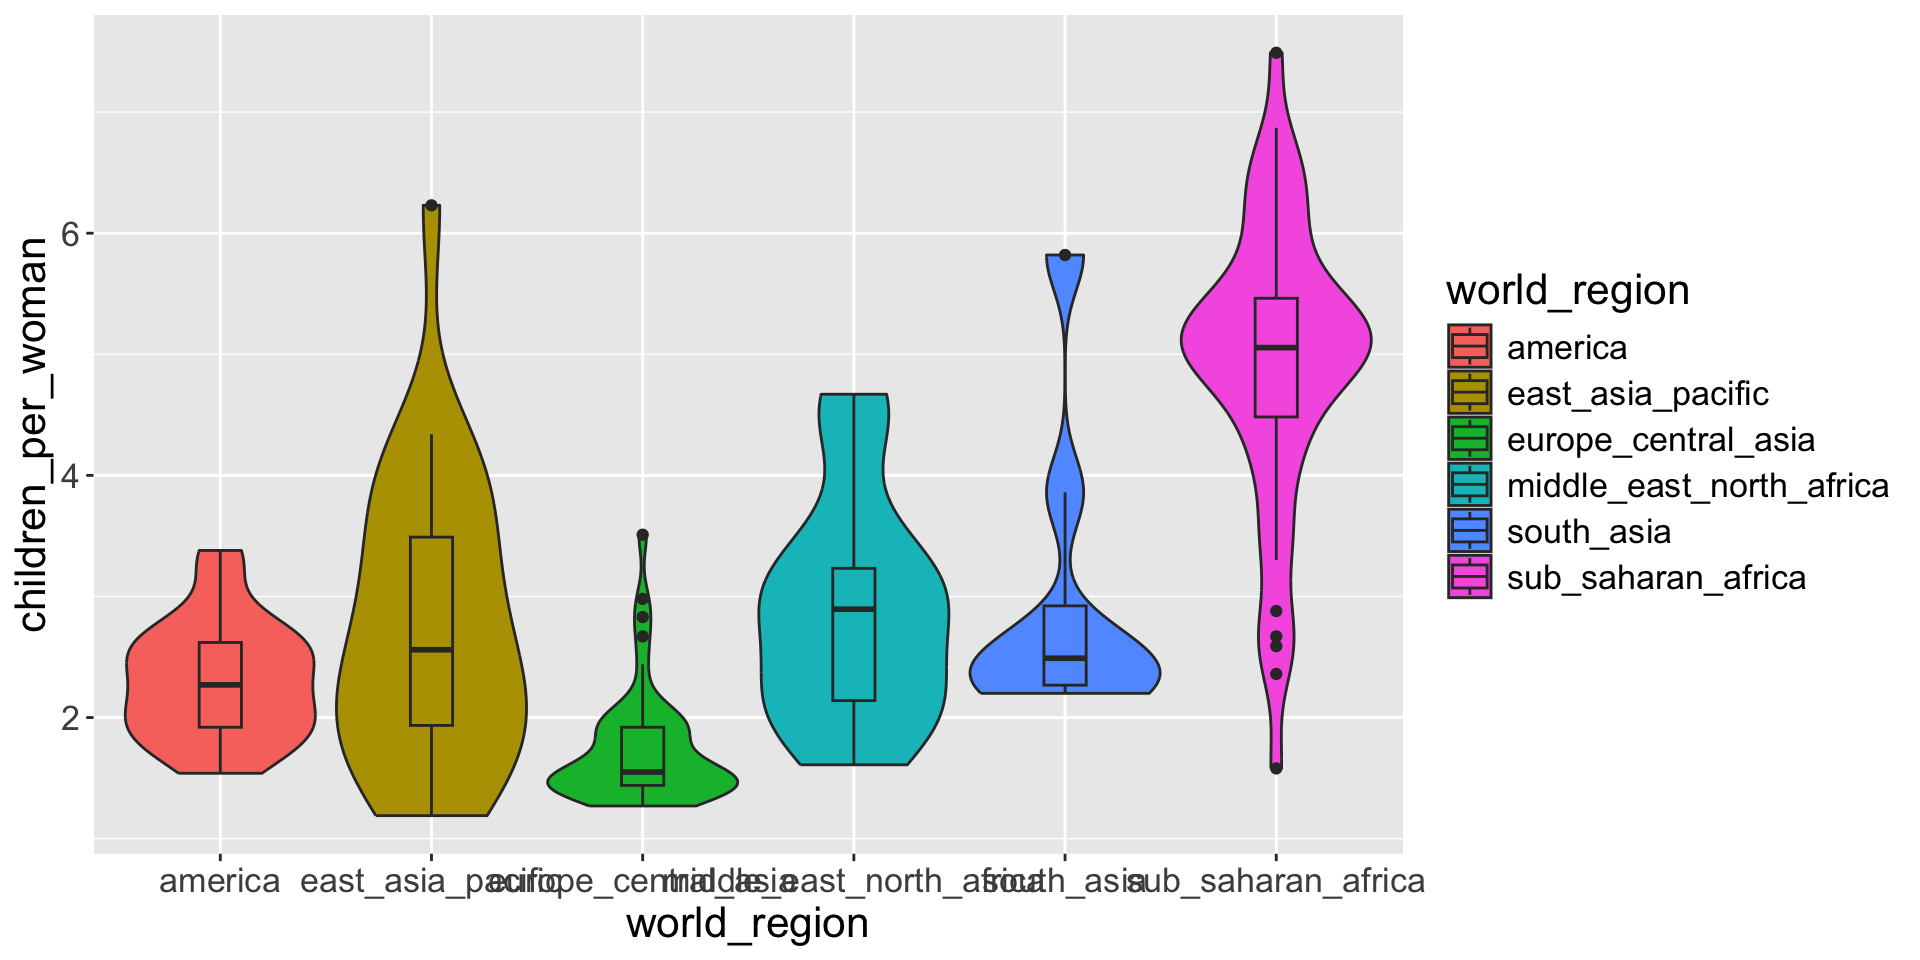 children_per_woman
6
4
2
america east_asia_pacific europe_central_asia middle_east_north_africa south_asia sub_saharan_africa
world_region
world_region
america
east_asia_pacific
europe_central_asia
middle_east_north_africa
south_asia
sub_saharan_africa